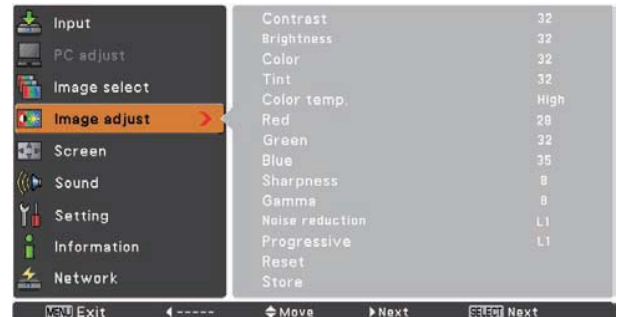 Input
PC adjust
Image select
Image adjust
Screen
Sound
Setting
Information
Network
Contrast 32
Brightness 32
Color 32
Tint 32
Color temp. High
Red 28
Green 32
Blue 35
Sharpness 8
Gamma 8
Noise reduction L1
Progressive L1
Reset
Store
MENU Exit ◀----- Move ▶Next SELECT Next